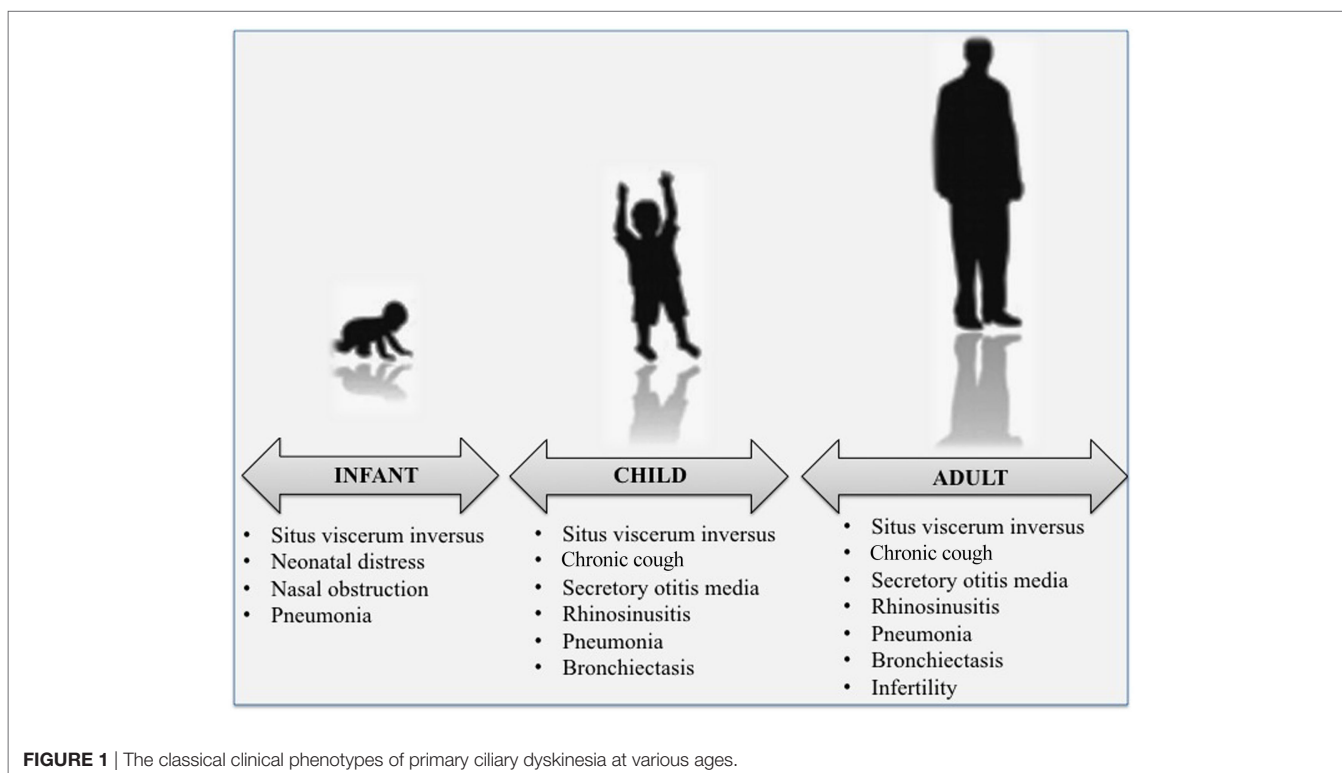 INFANT
• Situs viscerum inversus
• Neonatal distress
• Nasal obstruction
• Pneumonia
CHILD
• Situs viscerum inversus
• Chronic cough
• Secretory otitis media
• Rhinosinusitis
• Pneumonia
• Bronchiectasis
ADULT
• Situs viscerum inversus
• Chronic cough
• Secretory otitis media
• Rhinosinusitis
• Pneumonia
• Bronchiectasis
• Infertility
FIGURE 1 | The classical clinical phenotypes of primary ciliary dyskinesia at various ages.